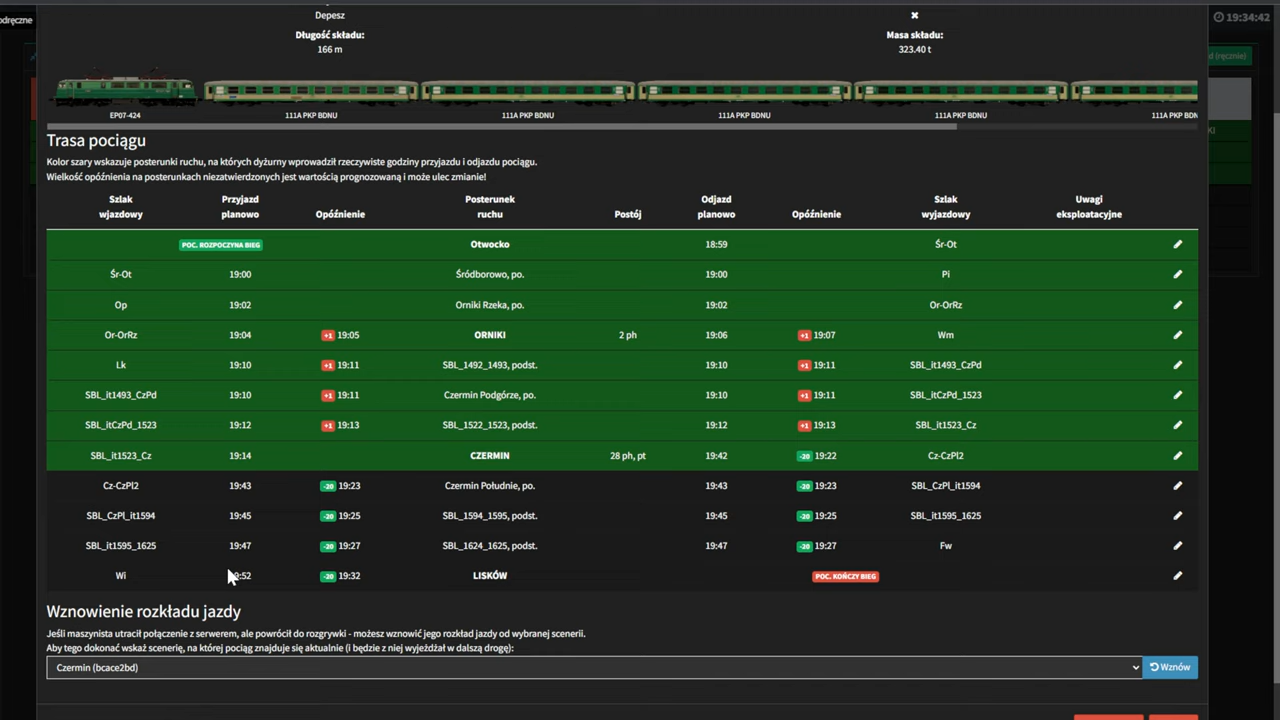 odręczne
19:34:42
Depesz
Długość składu:
166 m
Masa składu:
323.40 t
(ręcznie)
EP07-424
111A PKP BDNU
111A PKP BDNU
111A PKP BDNU
111A PKP BDNU
111A PKP BDN
Trasa pociągu
Kolor szary wskazuje posterunki ruchu, na których dyżurny wprowadził rzeczywiste godziny przyjazdu i odjazdu pociągu.
Wielkość opóźnienia na posterunkach niezatwierdzonych jest wartością prognozowaną i może ulec zmianie!
Szlak wjazdowy Przyjazd planowo Opóźnienie Posterunek ruchu Postój Odjazd planowo Opóźnienie Szlak wyjazdowy Uwagi eksploatacyjne
POC. ROZPOCZYNA BIEG Otwocko 18:59 Śr-Ot
Śr-Ot 19:00 Śródborowo, po. 19:00 Pi
Op 19:02 Orniki Rzeka, po. 19:02 Or-OrRz
Or-OrRz 19:04 +1 19:05 ORNIKI 2 ph 19:06 +1 19:07 Wm
Lk 19:10 +1 19:11 SBL_1492_1493, podst. 19:10 +1 19:11 SBL_it1493_CzPd
SBL_it1493_CzPd 19:10 +1 19:11 Czermin Podgórze, po. 19:10 +1 19:11 SBL_itCzPd_1523
SBL_itCzPd_1523 19:12 +1 19:13 SBL_1522_1523, podst. 19:12 +1 19:13 SBL_it1523_Cz
SBL_it1523_Cz 19:14 CZERMIN 28 ph, pt 19:42 -20 19:22 Cz-CzPl2
Cz-CzPl2 19:43 -20 19:23 Czermin Południe, po. 19:43 -20 19:23 SBL_CzPl_it1594
SBL_CzPl_it1594 19:45 -20 19:25 SBL_1594_1595, podst. 19:45 -20 19:25 SBL_it1595_1625
SBL_it1595_1625 19:47 -20 19:27 SBL_1624_1625, podst. 19:47 -20 19:27 Fw
Wi :52 -20 19:32 LISKÓW POC. KOŃCZY BIEG
Wznowienie rozkładu jazdy
Jeśli maszynista utracił połączenie z serwerem, ale powrócił do rozgrywki - możesz wznowić jego rozkład jazdy od wybranej scenerii.
Aby tego dokonać wskaż scenerię, na której pociąg znajduje się aktualnie (i będzie z niej wyjeżdżał w dalszą drogę):
Czermin (bcace2bd)
Wznów